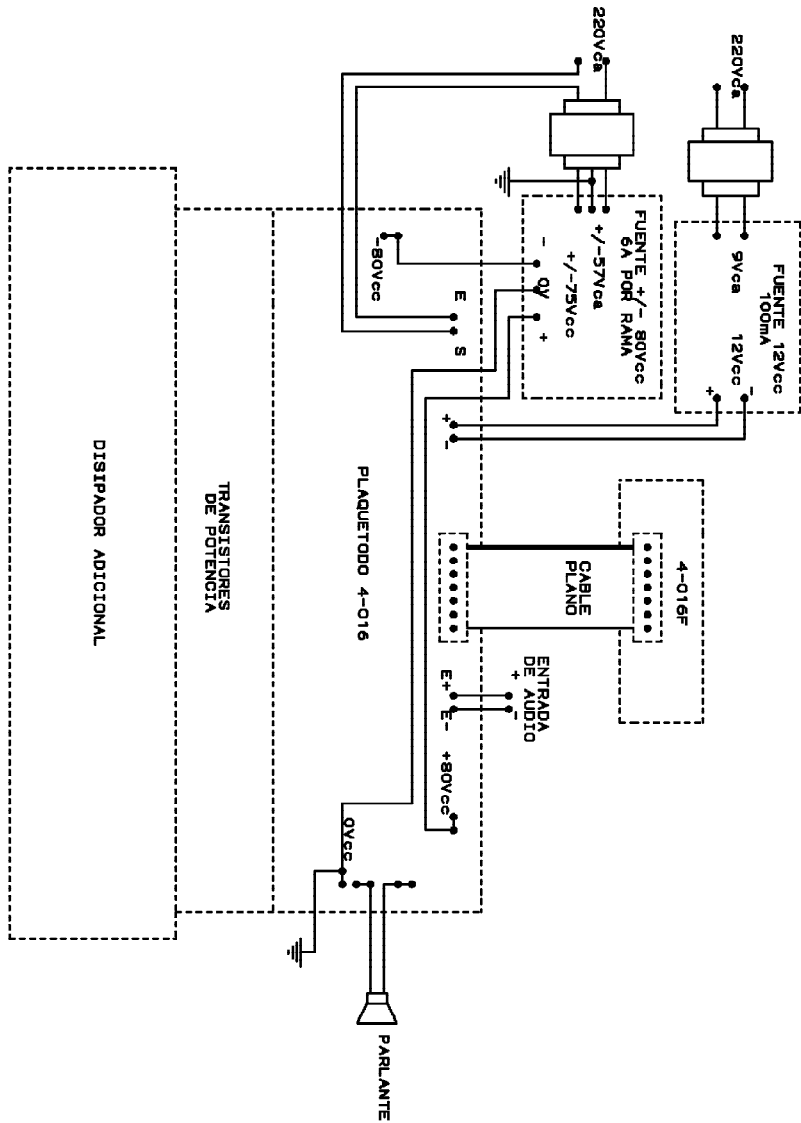 220Vca
220Vca
FUENTE 12Vcc
100mA
9Vca
12Vcc
+
-
FUENTE +/- 80Vcc
6A POR RAMA
+/-57Vca
+/-75Vcc
-
0V
+
-80Vcc
E
S
+
-
4-016F
CABLE
PLANO
ENTRADA
DE AUDIO
+
-
E+
E-
+80Vcc
0Vcc
PLAQUETODO 4-016
TRANSISTORES
DE POTENCIA
DISIPADOR ADICIONAL
PARLANTE